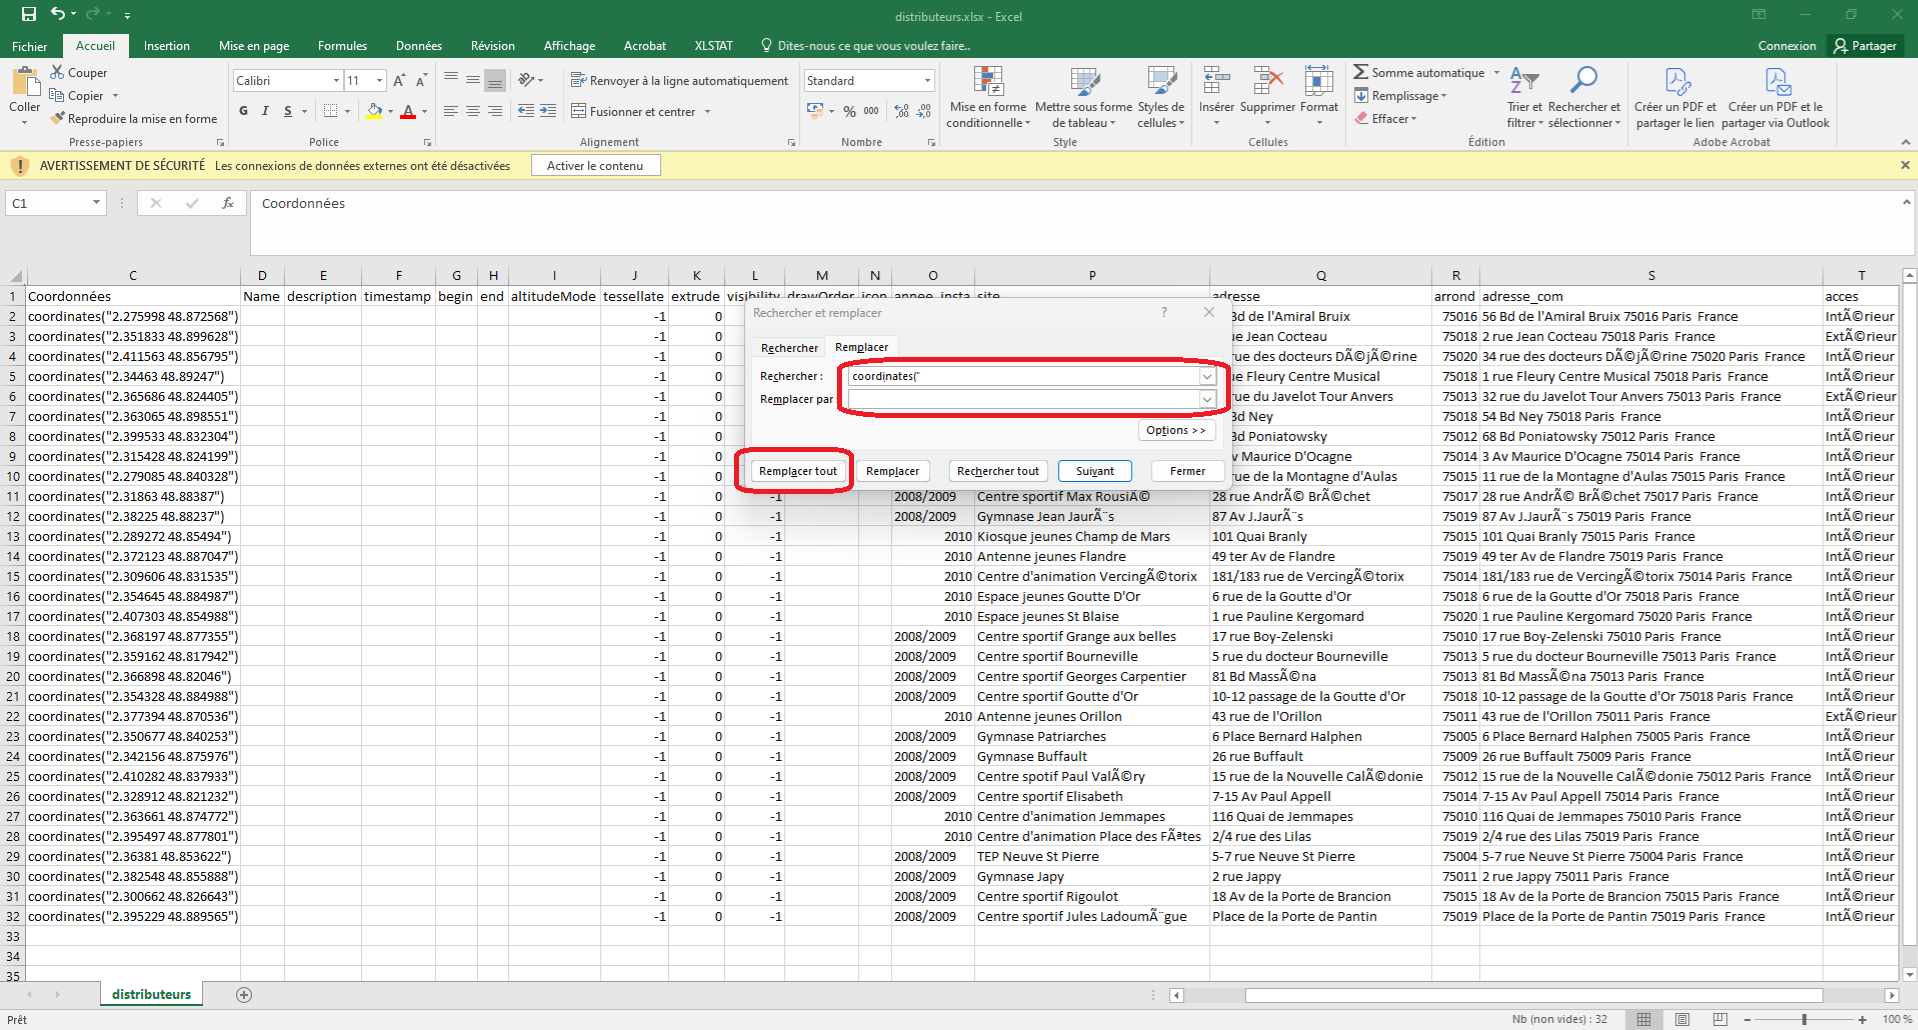 distributeurs.xlsx - Excel
Fichier Accueil Insertion Mise en page Formules Données Révision Affichage Acrobat XLSTAT Dites-nous ce que vous voulez faire.. Connexion Partager
Coller Couper
Copier
Reproduire la mise en forme
Presse-papiers
Calibri 11
G I S
Police
Renvoyer à la ligne automatiquement
Fusionner et centrer
Alignement
Standard
% 000
Nombre
Mise en forme conditionnelle Mettre sous forme de tableau Styles de cellules
Style
Insérer Supprimer Format
Cellules
Somme automatique
Remplissage
Effacer
Trier et filtrer Rechercher et sélectionner
Édition
Créer un PDF et partager le lien Créer un PDF et le partager via Outlook
Adobe Acrobat
AVERTISSEMENT DE SÉCURITÉ Les connexions de données externes ont été désactivées Activer le contenu
C1 fx Coordonnées
C D E F G H I J K L M N O P Q R S T
1 Coordonnées Name description timestamp begin end altitudeMode tessellate extrude visibility drawOrder icon annee_insta site adresse arrond adresse_com acces
Rechercher et remplacer ?
Rechercher Remplacer
Rechercher : coordinates("
Remplacer par
Options >>
Remplacer tout Remplacer Rechercher tout Suivant Fermer
2 coordinates("2.275998 48.872568") -1 0 Bd de l'Amiral Bruix 75016 56 Bd de l'Amiral Bruix 75016 Paris France IntÃ©rieur
3 coordinates("2.351833 48.899628") -1 0 rue Jean Cocteau 75018 2 rue Jean Cocteau 75018 Paris France ExtÃ©rieur
4 coordinates("2.411563 48.856795") -1 0 rue des docteurs DÃ©jÃ©rine 75020 34 rue des docteurs DÃ©jÃ©rine 75020 Paris France IntÃ©rieur
5 coordinates("2.34463 48.89247") -1 0 ue Fleury Centre Musical 75018 1 rue Fleury Centre Musical 75018 Paris France IntÃ©rieur
6 coordinates("2.365686 48.824405") -1 0 rue du Javelot Tour Anvers 75013 32 rue du Javelot Tour Anvers 75013 Paris France ExtÃ©rieur
7 coordinates("2.363065 48.898551") -1 0 Bd Ney 75018 54 Bd Ney 75018 Paris France IntÃ©rieur
8 coordinates("2.399533 48.832304") -1 0 Bd Poniatowsky 75012 68 Bd Poniatowsky 75012 Paris France IntÃ©rieur
9 coordinates("2.315428 48.824199") -1 0 v Maurice D'Ocagne 75014 3 Av Maurice D'Ocagne 75014 Paris France IntÃ©rieur
10 coordinates("2.279085 48.840328") -1 0 rue de la Montagne d'Aulas 75015 11 rue de la Montagne d'Aulas 75015 Paris France IntÃ©rieur
11 coordinates("2.31863 48.88387") -1 0 -1 2008/2009 Centre sportif Max RousiÃ© 28 rue AndrÃ© BrÃ©chet 75017 28 rue AndrÃ© BrÃ©chet 75017 Paris France IntÃ©rieur
12 coordinates("2.38225 48.88237") -1 0 -1 2008/2009 Gymnase Jean JaurÃ¨s 87 Av J.JaurÃ¨s 75019 87 Av J.JaurÃ¨s 75019 Paris France IntÃ©rieur
13 coordinates("2.289272 48.85494") -1 0 -1 2010 Kiosque jeunes Champ de Mars 101 Quai Branly 75015 101 Quai Branly 75015 Paris France IntÃ©rieur
14 coordinates("2.372123 48.887047") -1 0 -1 2010 Antenne jeunes Flandre 49 ter Av de Flandre 75019 49 ter Av de Flandre 75019 Paris France IntÃ©rieur
15 coordinates("2.309606 48.831535") -1 0 -1 2010 Centre d'animation VercingÃ©torix 181/183 rue de VercingÃ©torix 75014 181/183 rue de VercingÃ©torix 75014 Paris France IntÃ©rieur
16 coordinates("2.354645 48.884987") -1 0 -1 2010 Espace jeunes Goutte D'Or 6 rue de la Goutte d'Or 75018 6 rue de la Goutte d'Or 75018 Paris France IntÃ©rieur
17 coordinates("2.407303 48.854988") -1 0 -1 2010 Espace jeunes St Blaise 1 rue Pauline Kergomard 75020 1 rue Pauline Kergomard 75020 Paris France IntÃ©rieur
18 coordinates("2.368197 48.877355") -1 0 -1 2008/2009 Centre sportif Grange aux belles 17 rue Boy-Zelenski 75010 17 rue Boy-Zelenski 75010 Paris France IntÃ©rieur
19 coordinates("2.359162 48.817942") -1 0 -1 2008/2009 Centre sportif Bourneville 5 rue du docteur Bourneville 75013 5 rue du docteur Bourneville 75013 Paris France IntÃ©rieur
20 coordinates("2.366898 48.82046") -1 0 -1 2008/2009 Centre sportif Georges Carpentier 81 Bd MassÃ©na 75013 81 Bd MassÃ©na 75013 Paris France IntÃ©rieur
21 coordinates("2.354328 48.884988") -1 0 -1 2008/2009 Centre sportif Goutte d'Or 10-12 passage de la Goutte d'Or 75018 10-12 passage de la Goutte d'Or 75018 Paris France IntÃ©rieur
22 coordinates("2.377394 48.870536") -1 0 -1 2010 Antenne jeunes Orillon 43 rue de l'Orillon 75011 43 rue de l'Orillon 75011 Paris France ExtÃ©rieur
23 coordinates("2.350677 48.840253") -1 0 -1 2008/2009 Gymnase Patriarches 6 Place Bernard Halphen 75005 6 Place Bernard Halphen 75005 Paris France IntÃ©rieur
24 coordinates("2.342156 48.875976") -1 0 -1 2008/2009 Gymnase Buffault 26 rue Buffault 75009 26 rue Buffault 75009 Paris France IntÃ©rieur
25 coordinates("2.410282 48.837933") -1 0 -1 2008/2009 Centre spotif Paul ValÃ©ry 15 rue de la Nouvelle CalÃ©donie 75012 15 rue de la Nouvelle CalÃ©donie 75012 Paris France IntÃ©rieur
26 coordinates("2.328912 48.821232") -1 0 -1 2008/2009 Centre sportif Elisabeth 7-15 Av Paul Appell 75014 7-15 Av Paul Appell 75014 Paris France IntÃ©rieur
27 coordinates("2.363661 48.874772") -1 0 -1 2010 Centre d'animation Jemmapes 116 Quai de Jemmapes 75010 116 Quai de Jemmapes 75010 Paris France IntÃ©rieur
28 coordinates("2.395497 48.877801") -1 0 -1 2010 Centre d'animation Place des FÃªtes 2/4 rue des Lilas 75019 2/4 rue des Lilas 75019 Paris France IntÃ©rieur
29 coordinates("2.36381 48.853622") -1 0 -1 2008/2009 TEP Neuve St Pierre 5-7 rue Neuve St Pierre 75004 5-7 rue Neuve St Pierre 75004 Paris France IntÃ©rieur
30 coordinates("2.382548 48.855888") -1 0 -1 2008/2009 Gymnase Japy 2 rue Jappy 75011 2 rue Jappy 75011 Paris France IntÃ©rieur
31 coordinates("2.300662 48.826643") -1 0 -1 2008/2009 Centre sportif Rigoulot 18 Av de la Porte de Brancion 75015 18 Av de la Porte de Brancion 75015 Paris France IntÃ©rieur
32 coordinates("2.395229 48.889565") -1 0 -1 2008/2009 Centre sportif Jules LadoumÃ¨gue Place de la Porte de Pantin 75019 Place de la Porte de Pantin 75019 Paris France IntÃ©rieur
33
34
35
distributeurs
Prêt Nb (non vides) : 32 100 %